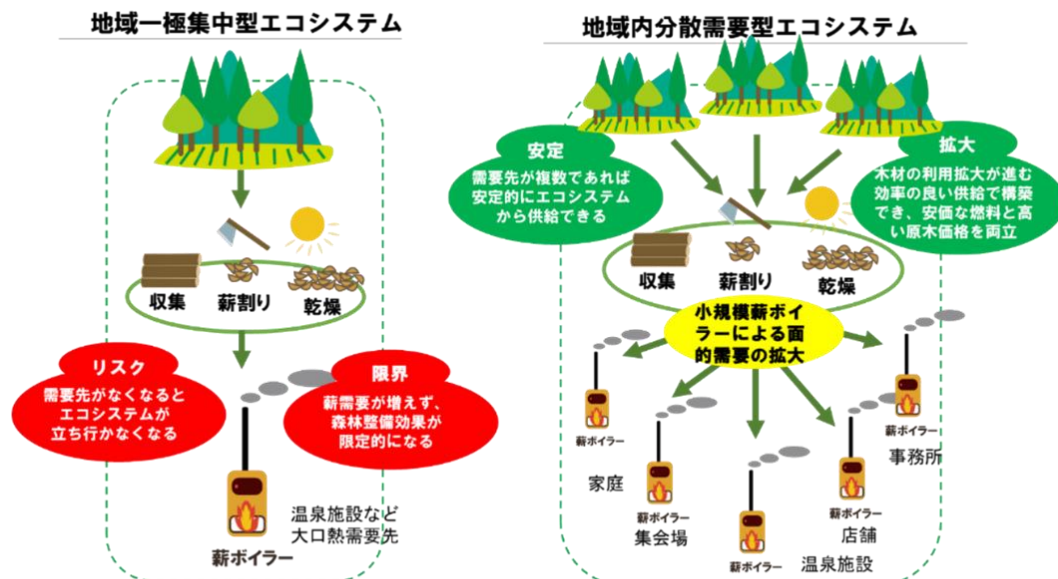 地域一極集中型エコシステム
収集
薪割り
乾燥
リスク
需要先がなくなると
エコシステムが
立ち行かなくなる
限界
薪需要が増えず、
森林整備効果が
限定的になる
薪ボイラー
温泉施設など
大口熱需要先
地域内分散需要型エコシステム
安定
需要先が複数であれば
安定的にエコシステム
から供給できる
拡大
木材の利用拡大が進む
効率の良い供給で構築
でき、安価な燃料と高
い原木価格を両立
収集
薪割り
乾燥
小規模薪ボイ
ラーによる面
的需要の拡大
薪ボイラー
家庭
薪ボイラー
集会場
薪ボイラー
温泉施設
薪ボイラー
店舗
薪ボイラー
事務所